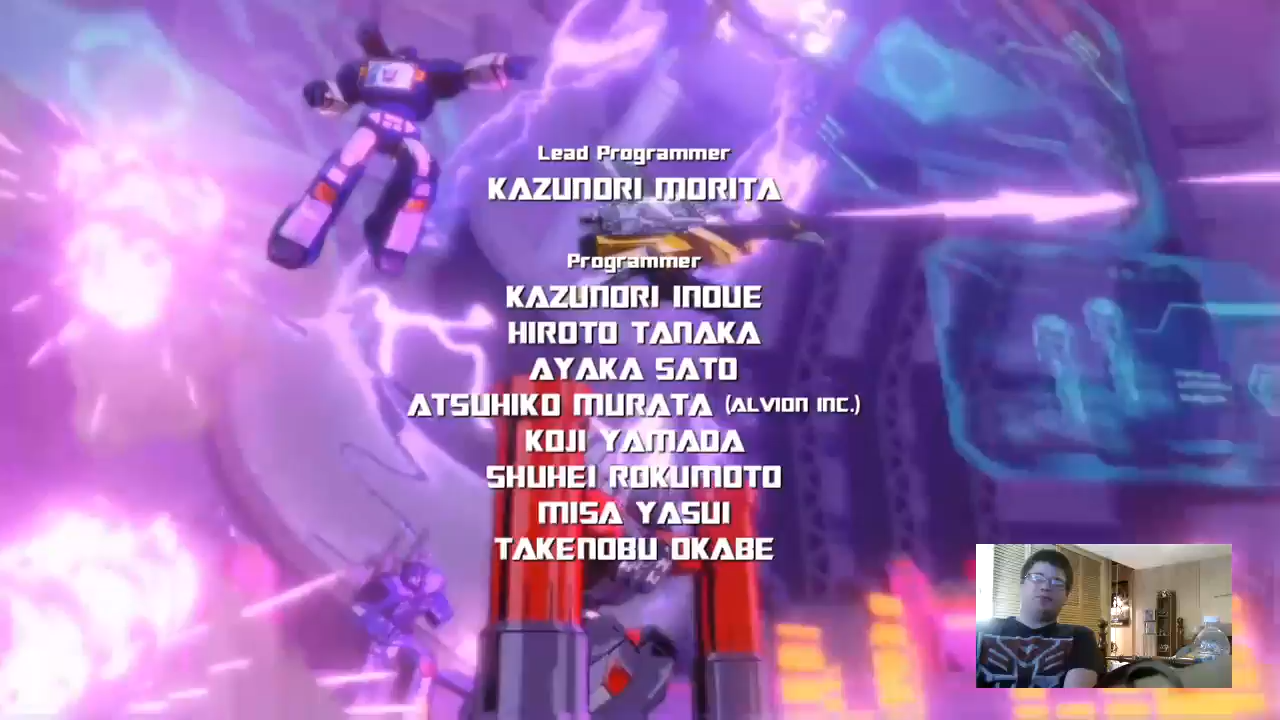 Lead Programmer
KAZUNORI MORITA
Programmer
KAZUNORI INOUE
HIROTO TANAKA
AYAKA SATO
ATSUHIKO MURATA (ALVION INC.)
KOJI YAMADA
SHUHEI ROKUMOTO
MISA YASUI
TAKENOBU OKABE